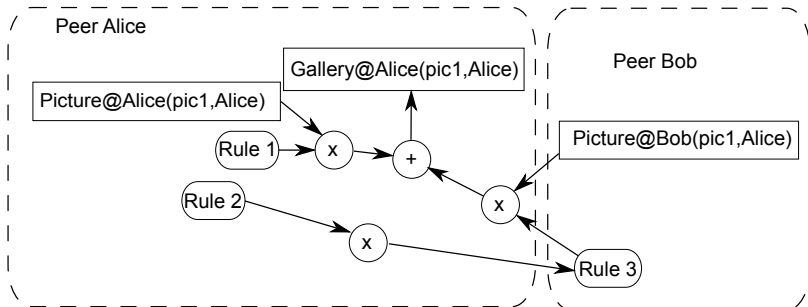 Peer Alice
Peer Bob
Gallery@Alice(pic1,Alice)
Picture@Alice(pic1,Alice)
Picture@Bob(pic1,Alice)
Rule 1
x
+
Rule 2
x
x
Rule 3